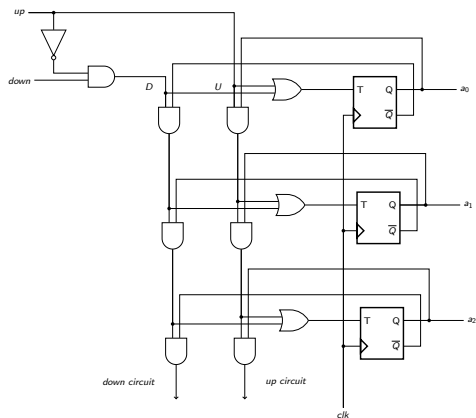 up
down
D U
T Q
Q
a0
T Q
Q
a1
T Q
Q
a2
down circuit up circuit
clk